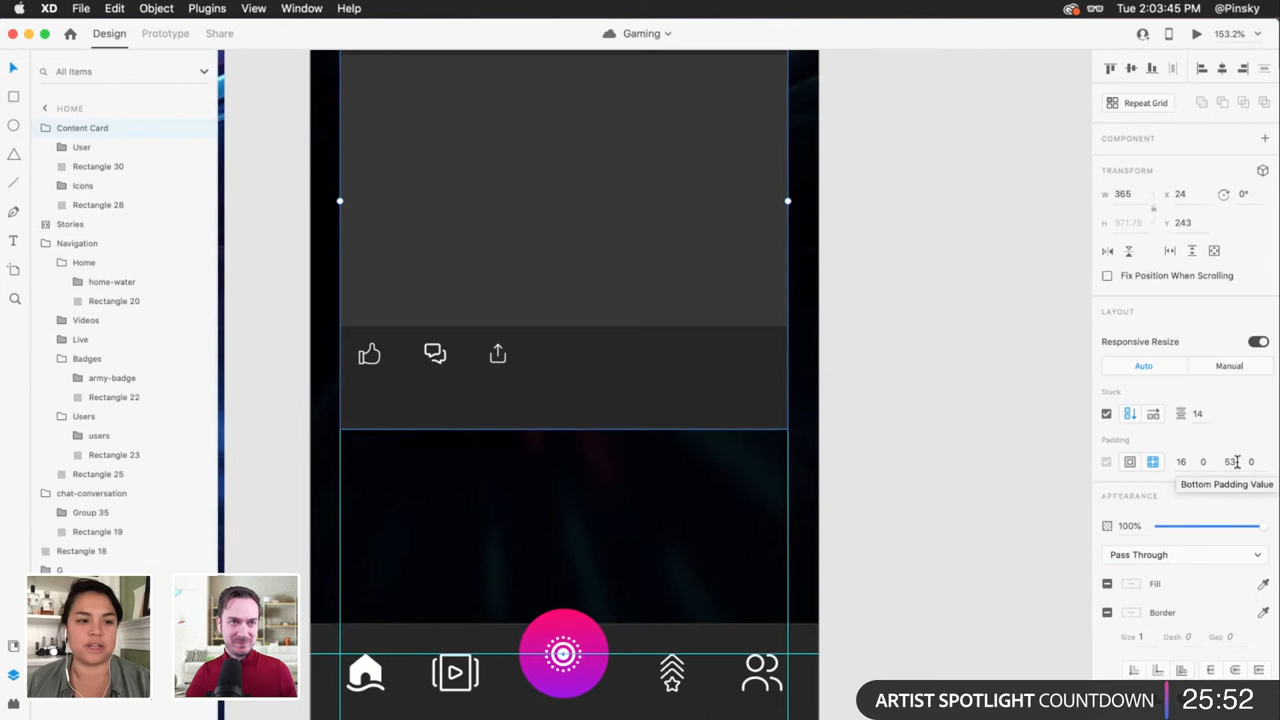 XD File Edit Object Plugins View Window Help
Tue 2:03:45 PM @Pinsky
Design Prototype Share
Gaming
153.2%
All Items
HOME
Content Card
User
Rectangle 30
Icons
Rectangle 28
Stories
Navigation
Home
home-water
Rectangle 20
Videos
Live
Badges
army-badge
Rectangle 22
Users
users
Rectangle 23
Rectangle 25
chat-conversation
Group 35
Rectangle 19
Rectangle 18
G
Repeat Grid
COMPONENT
TRANSFORM
W 365 X 24 0°
H 371.75 Y 243
Fix Position When Scrolling
LAYOUT
Responsive Resize
Auto Manual
Stack
14
Padding
16 0 53 0
Bottom Padding Value
APPEARANCE
100%
Pass Through
Fill
Border
Size 1 Dash 0 Gap 0
ARTIST SPOTLIGHT COUNTDOWN 25:52